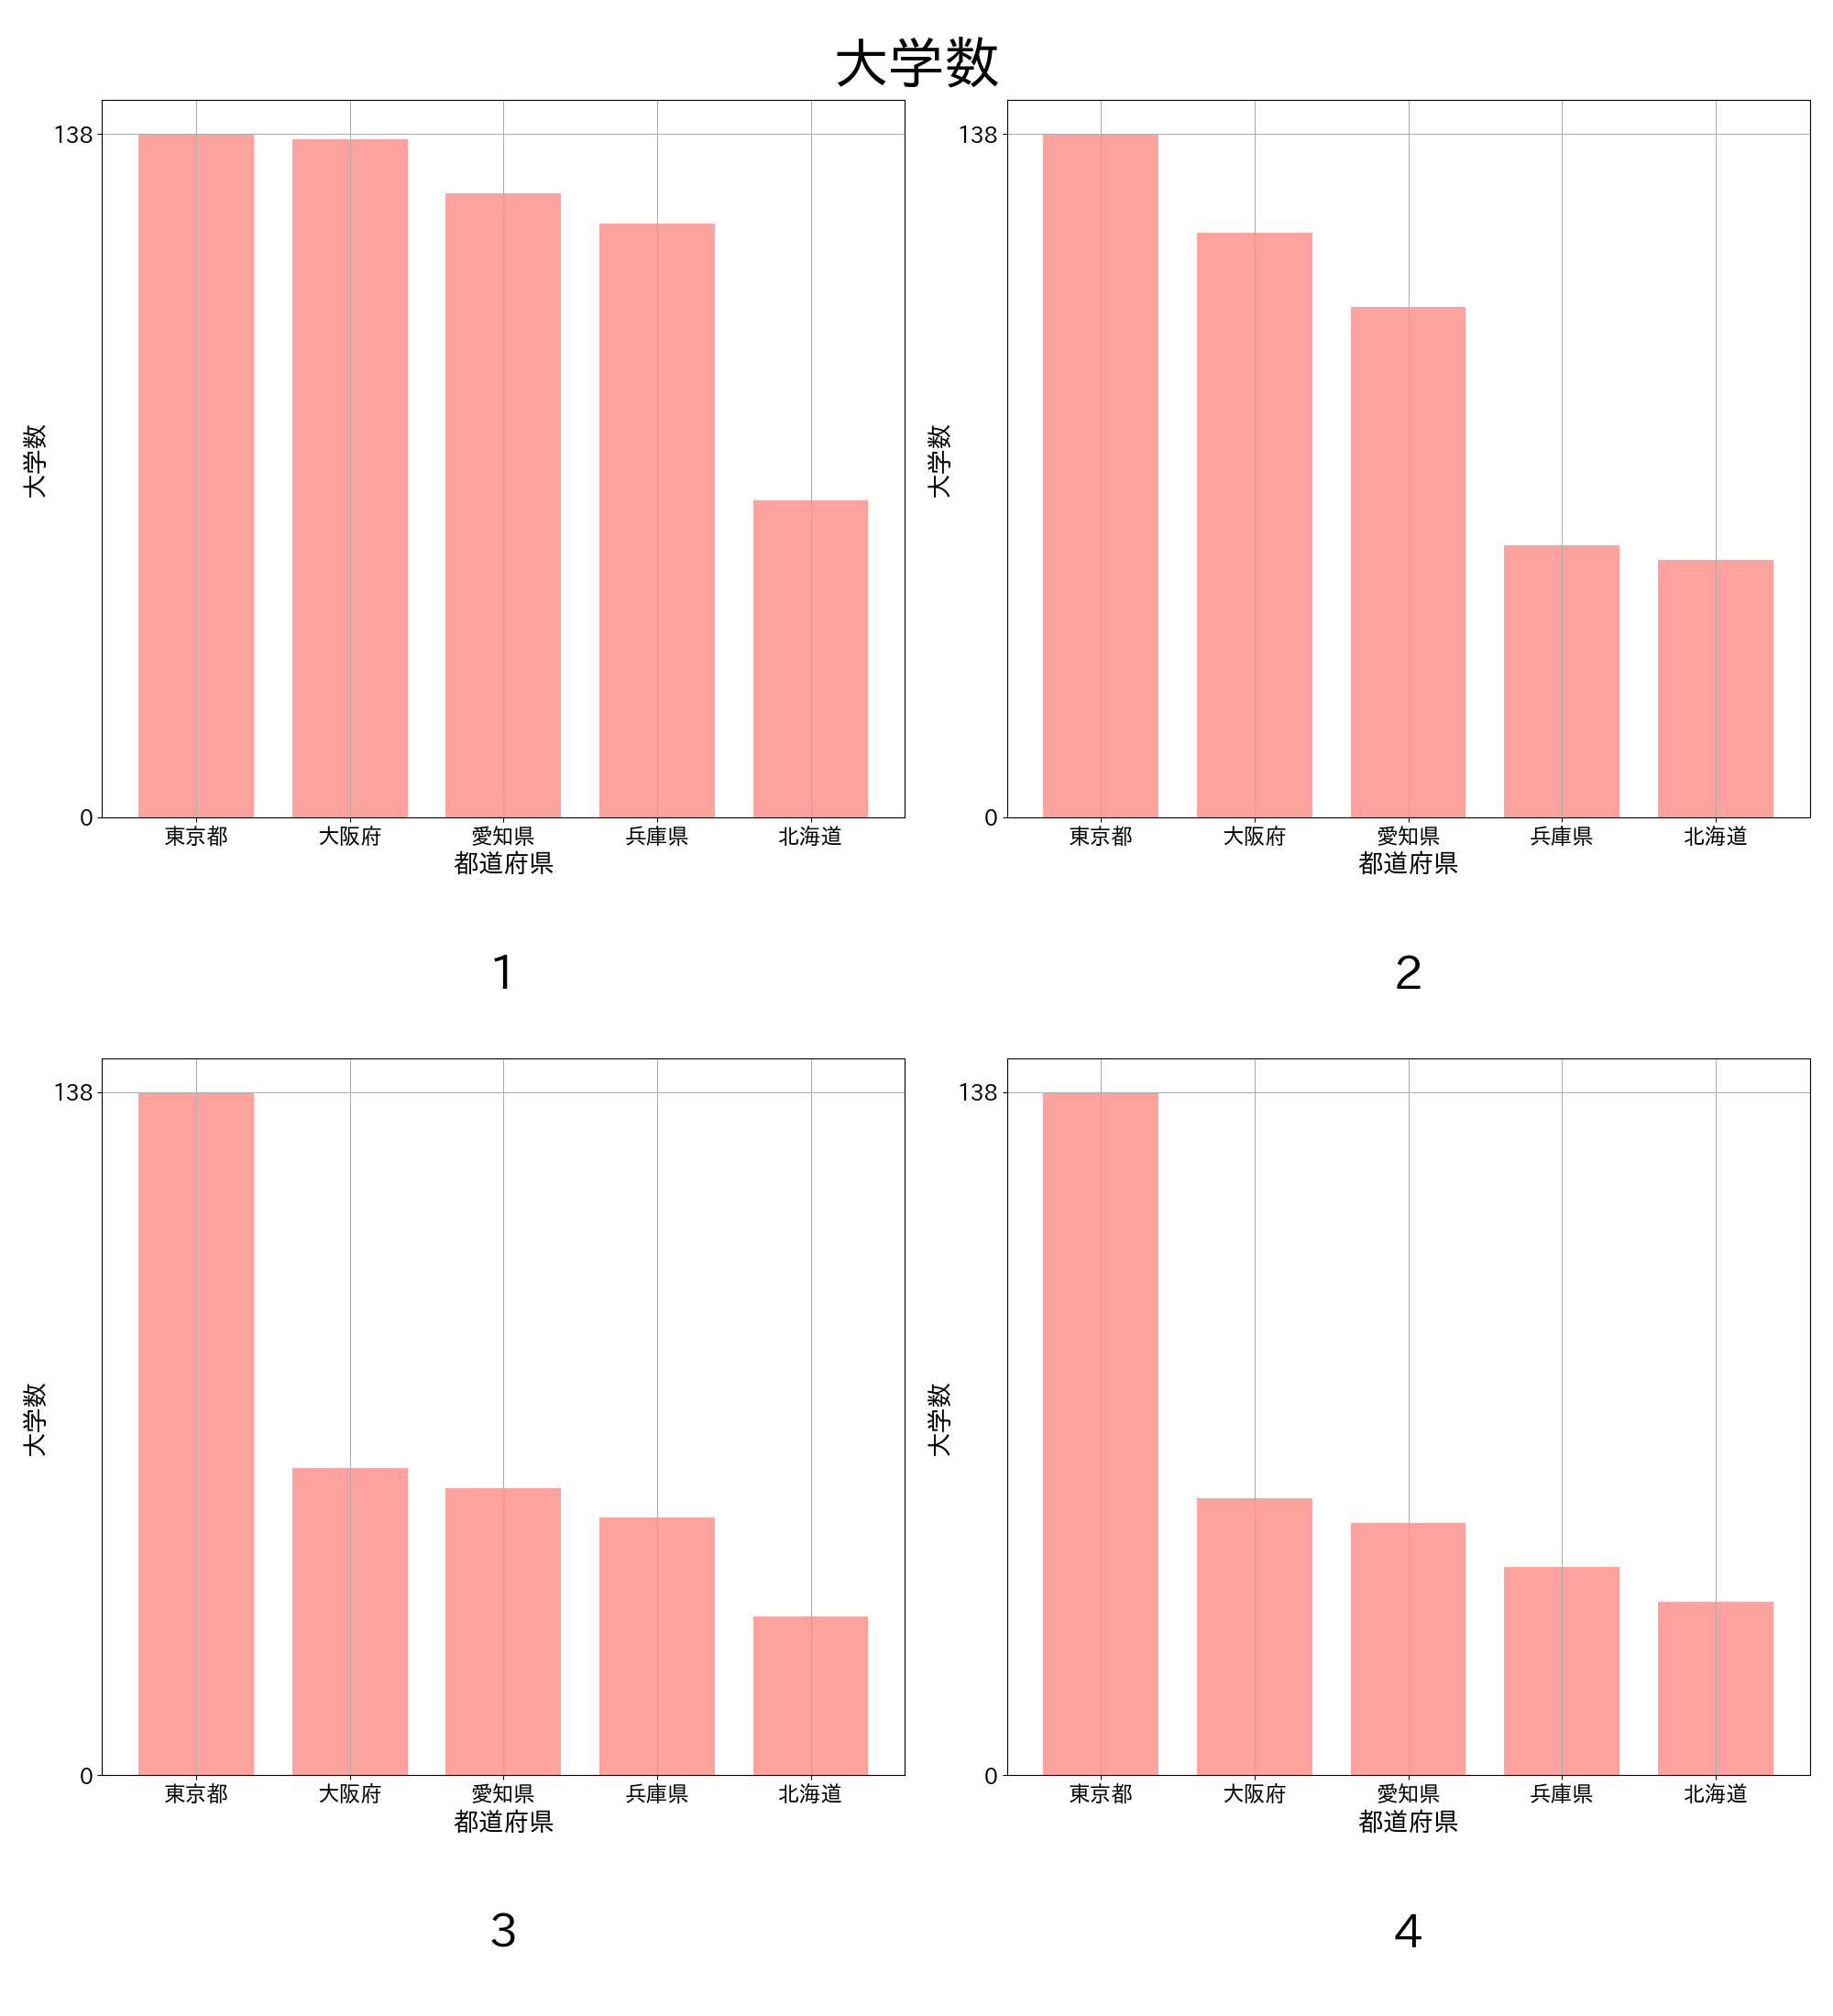 大学数
138
0
大学数
東京都 大阪府 愛知県 兵庫県 北海道
都道府県
1
138
0
大学数
東京都 大阪府 愛知県 兵庫県 北海道
都道府県
2
138
0
大学数
東京都 大阪府 愛知県 兵庫県 北海道
都道府県
3
138
0
大学数
東京都 大阪府 愛知県 兵庫県 北海道
都道府県
4